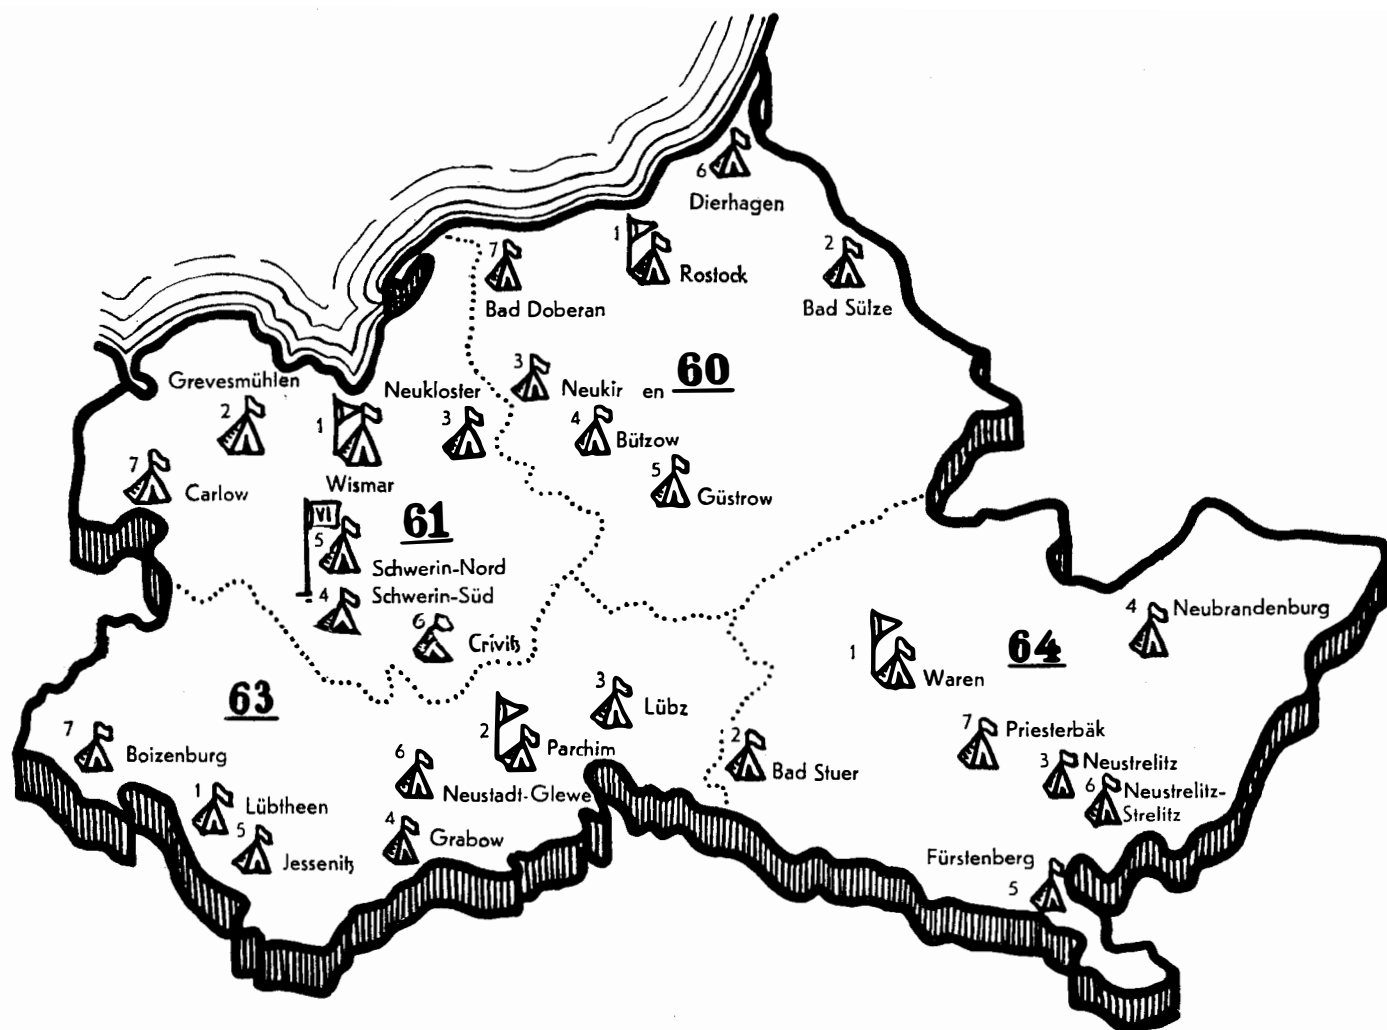 6
Dierhagen
1
Rostock
7
Bad Doberan
2
Bad Sülze
3
Neukir en
60
4
Bützow
5
Güstrow
Grevesmühlen
2
1
Wismar
Neukloster
3
7
Carlow
61
VI
5
Schwerin-Nord
4
Schwerin-Süd
6
Crivitz
63
7
Boizenburg
1
Lübtheen
5
Jessenitz
6
Neustadt-Glewe
4
Grabow
2
Parchim
3
Lübz
64
1
Waren
4
Neubrandenburg
2
Bad Stuer
7
Priesterbäk
3
Neustrelitz
6
Neustrelitz-
Strelitz
Fürstenberg
5